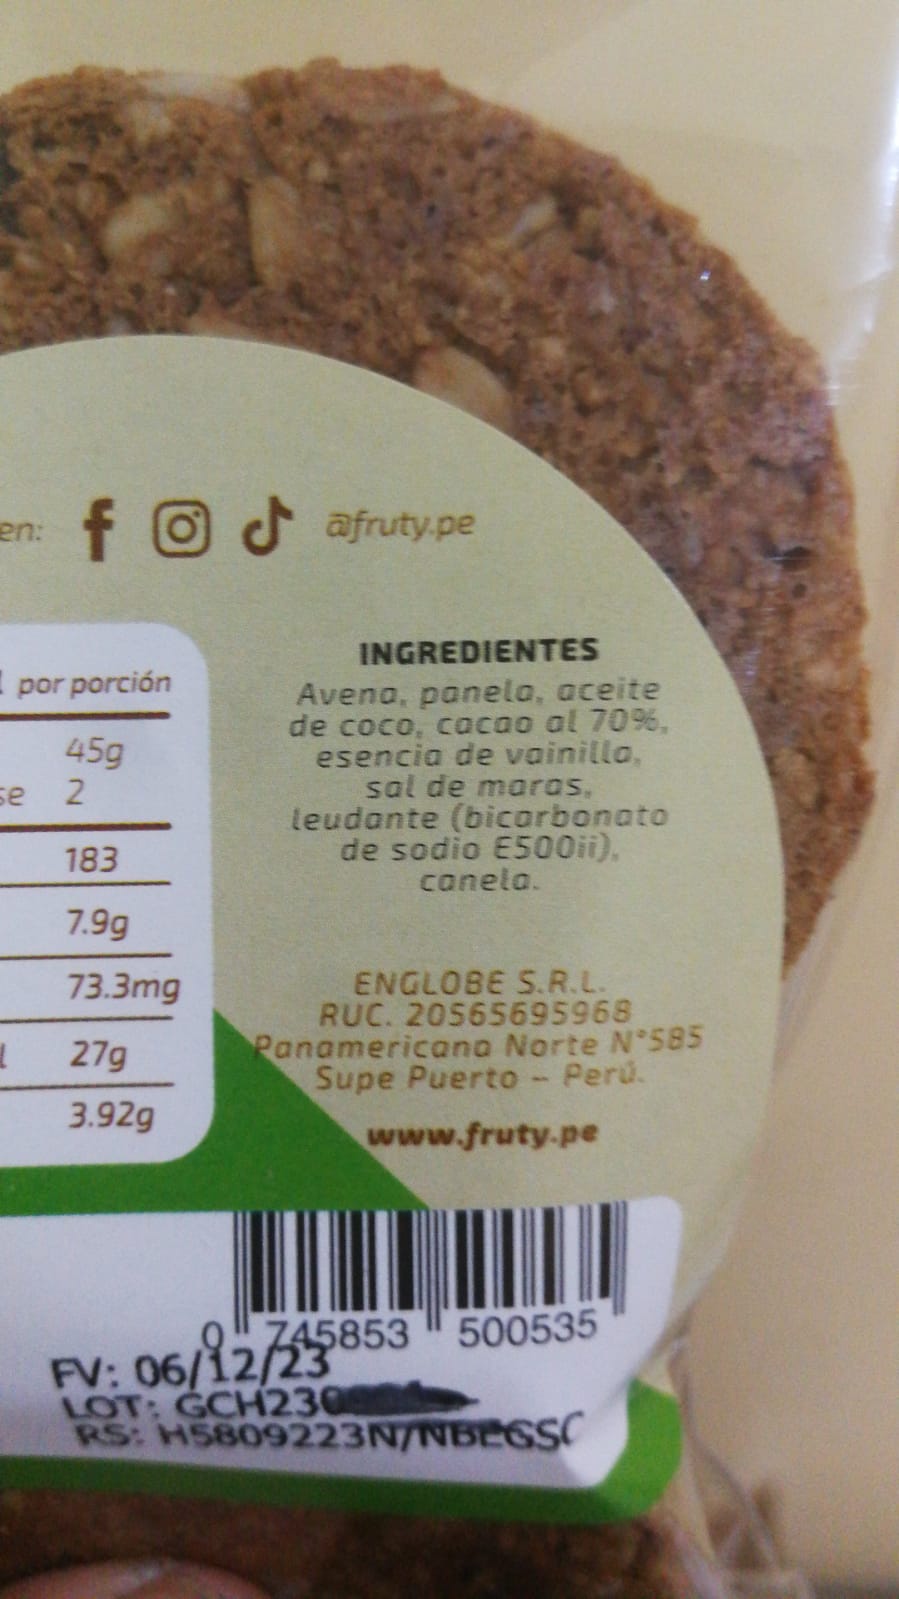 en: @fruty.pe
INGREDIENTES
Avena, panela, aceite
de coco, cacao al 70%,
esencia de vainilla,
sal de maras,
leudante (bicarbonato
de sodio E500ii),
canela.
por porción
45g
2
183
7.9g
73.3mg
27g
3.92g
ENGLOBE S.R.L.
RUC. 20565695968
Panamericana Norte N°585
Supe Puerto - Perú.
www.fruty.pe
0 745853 500535
FV: 06/12/23
LOT: GCH230
RS: H5809223N/NBEGSC